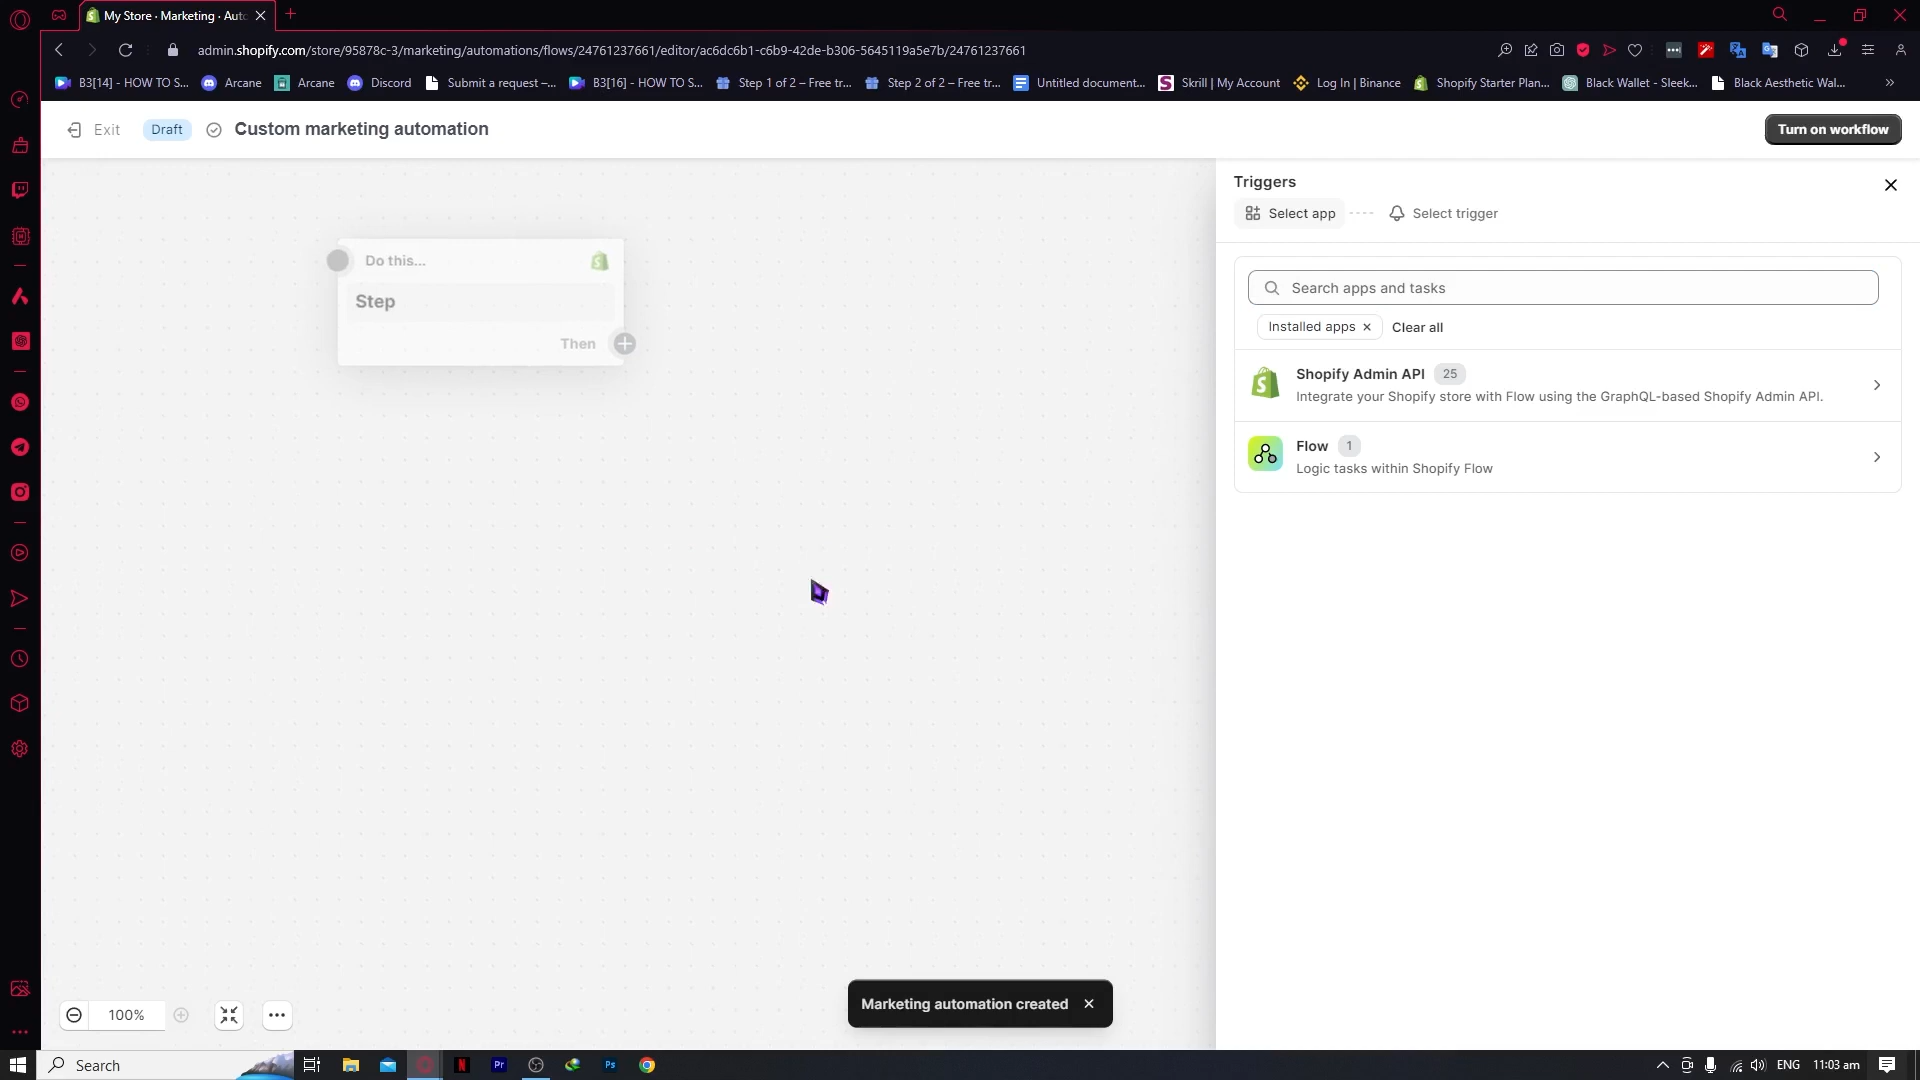 My Store · Marketing · Auto
admin.shopify.com/store/95878c-3/marketing/automations/flows/24761237661/editor/ac6dc6b1-c6b9-42de-b306-5645119a5e7b/24761237661
B3[14] - HOW TO S...
Arcane
Arcane
Discord
Submit a request –...
B3[16] - HOW TO S...
Step 1 of 2 – Free tr...
Step 2 of 2 – Free tr...
Untitled document...
Skrill | My Account
Log In | Binance
Shopify Starter Plan...
Black Wallet - Sleek...
Black Aesthetic Wal...
Exit
Draft
Custom marketing automation
Turn on workflow
Do this...
Step
Then
Triggers
Select app
Select trigger
Search apps and tasks
Installed apps
Clear all
Shopify Admin API 25
Integrate your Shopify store with Flow using the GraphQL-based Shopify Admin API.
Flow 1
Logic tasks within Shopify Flow
100%
Marketing automation created
Search
N
Pr
Ps
ENG
11:03 am